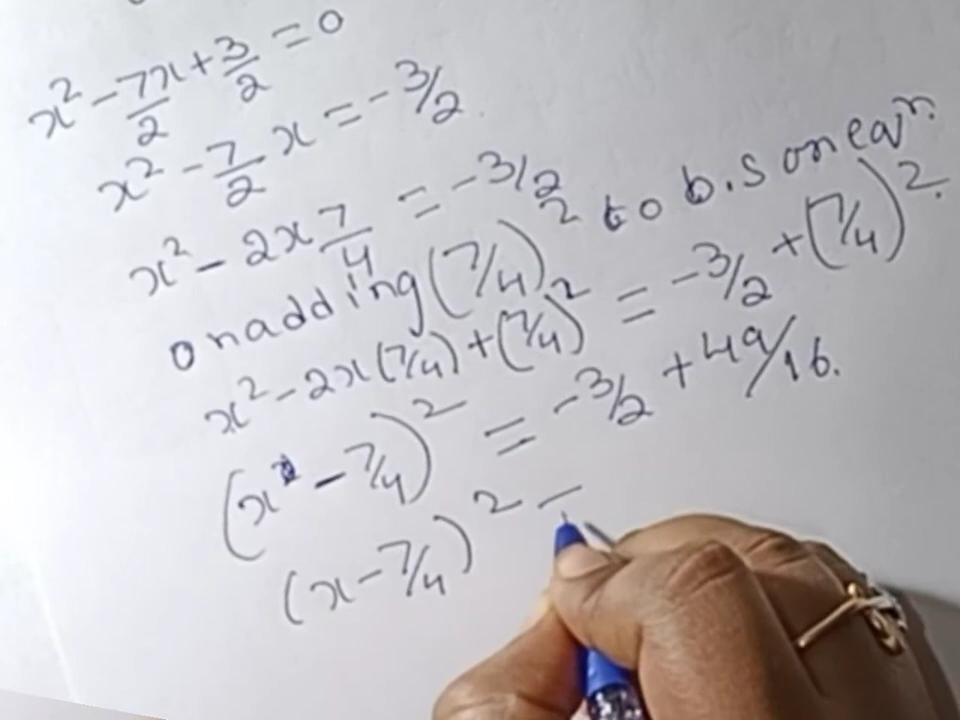 x² - 7x/2 + 3/2 = 0
x² - 7/2 x = -3/2
x² - 2x 7/4 = -3/2
on adding (7/4)² to b.s on eqⁿ.
x² - 2x(7/4) + (7/4)² = -3/2 + (7/4)².
(x - 7/4)² = -3/2 + 49/16.
(x - 7/4)² -